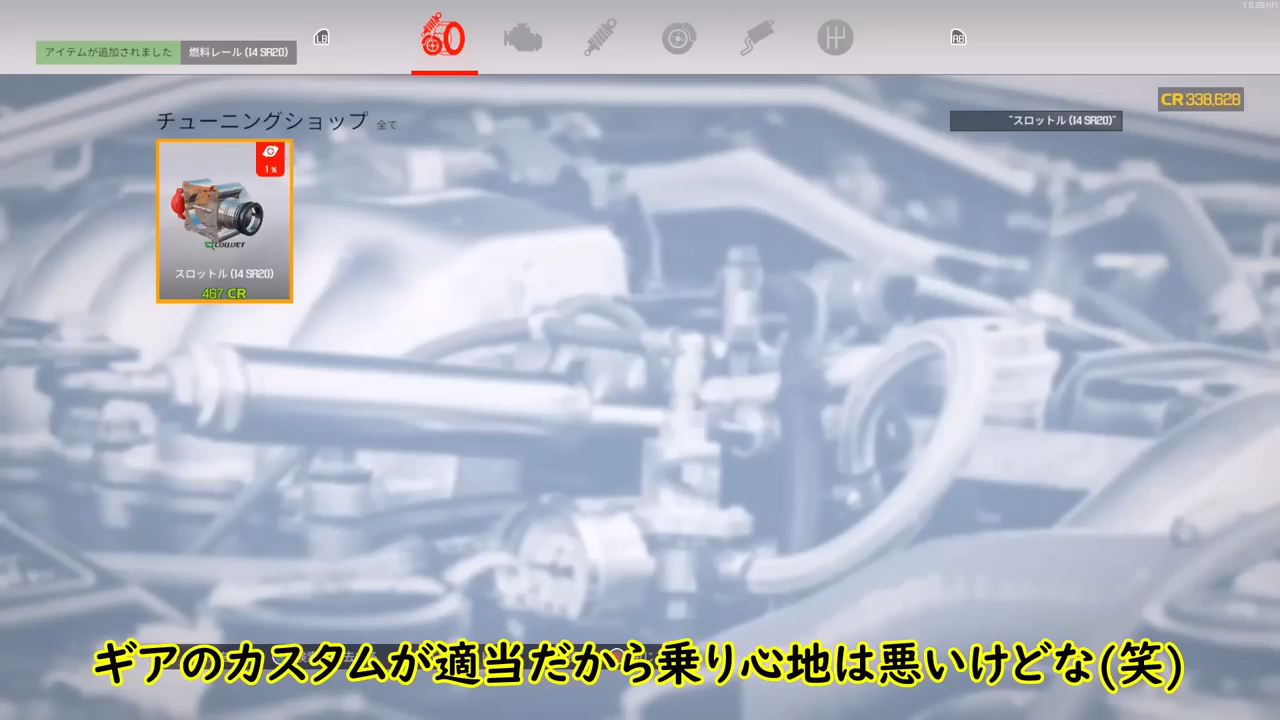 アイテムが追加されました 燃料レール (I4 SR20)
LB
RB
CR 338,628
チューニングショップ 全て
"スロットル (I4 SR20)"
1%
LOQUET
スロットル (I4 SR20)
467 CR
ギアのカスタムが適当だから乗り心地は悪いけどな(笑)